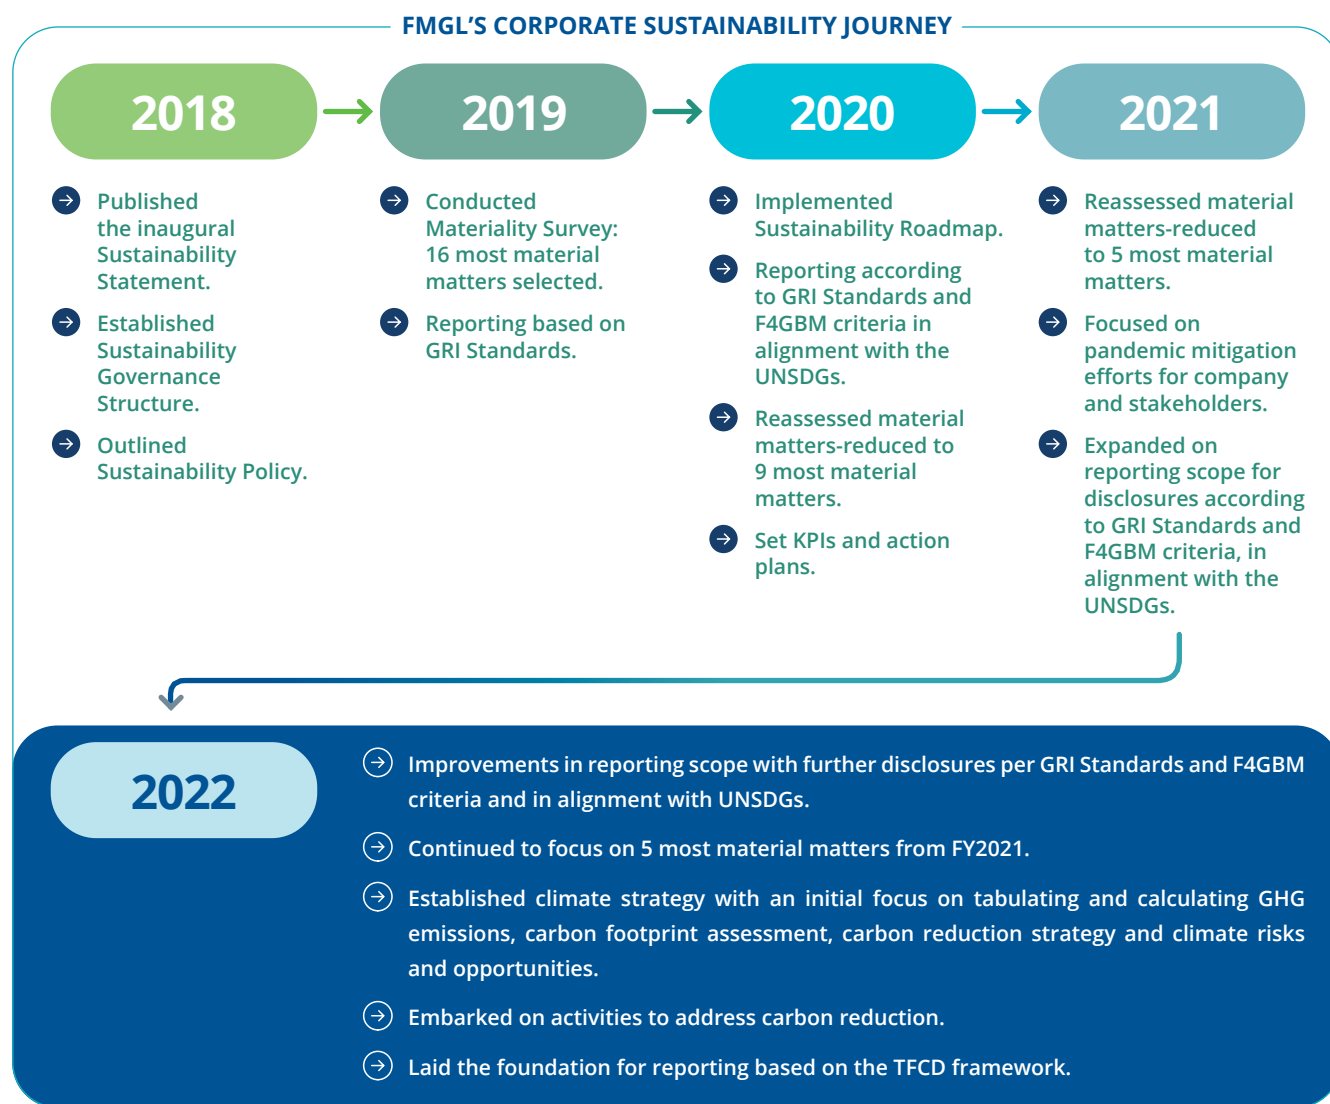 FMGL'S CORPORATE SUSTAINABILITY JOURNEY
2018
Published
the inaugural
Sustainability
Statement.
Established
Sustainability
Governance
Structure.
Outlined
Sustainability Policy.
2019
Conducted
Materiality Survey:
16 most material
matters selected.
Reporting based on
GRI Standards.
2020
Implemented
Sustainability Roadmap.
Reporting according
to GRI Standards and
F4GBM criteria in
alignment with the
UNSDGs.
Reassessed material
matters-reduced to
9 most material
matters.
Set KPIs and action
plans.
2021
Reassessed material
matters-reduced
to 5 most material
matters.
Focused on
pandemic mitigation
efforts for company
and stakeholders.
Expanded on
reporting scope for
disclosures according
to GRI Standards and
F4GBM criteria, in
alignment with the
UNSDGs.
2022
Improvements in reporting scope with further disclosures per GRI Standards and F4GBM
criteria and in alignment with UNSDGs.
Continued to focus on 5 most material matters from FY2021.
Established climate strategy with an initial focus on tabulating and calculating GHG
emissions, carbon footprint assessment, carbon reduction strategy and climate risks
and opportunities.
Embarked on activities to address carbon reduction.
Laid the foundation for reporting based on the TFCD framework.